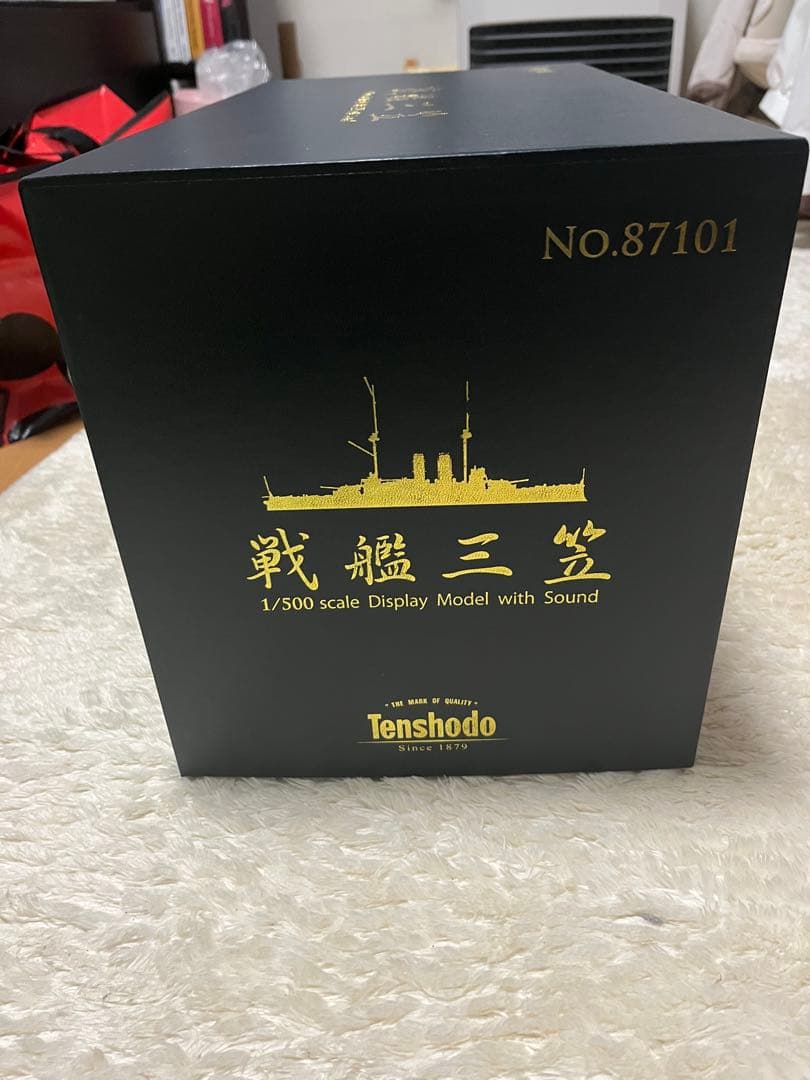 No.87101
戦艦三笠
1/500 scale Display Model with Sound
- THE MARK OF QUALITY -
Tenshodo
Since 1879